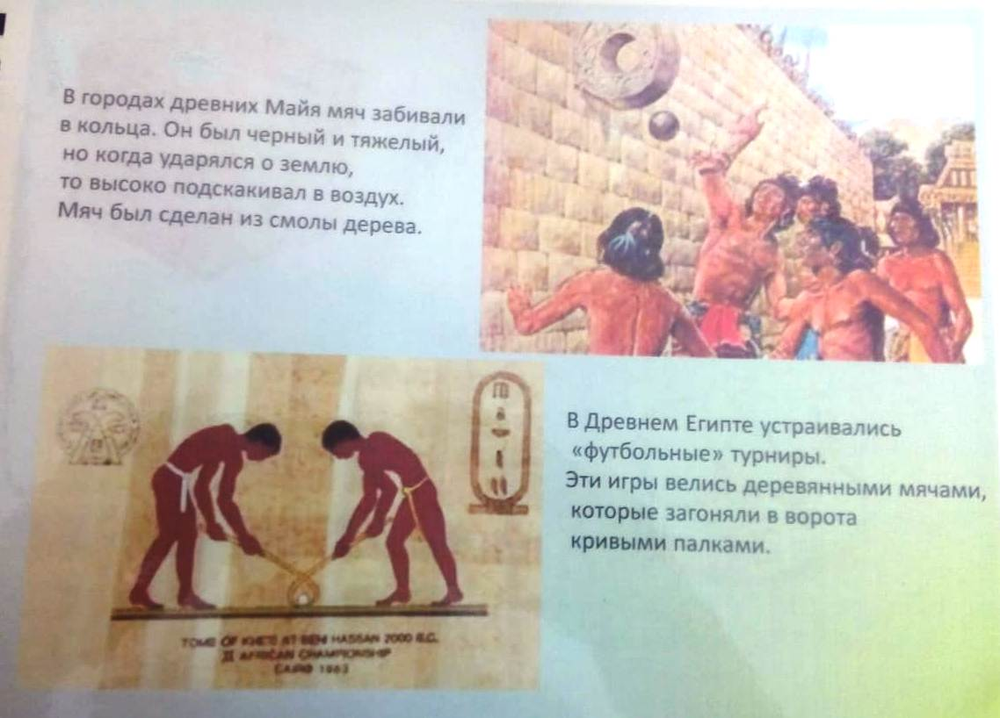 В городах древних Майя мяч забивали
в кольца. Он был черный и тяжелый,
но когда ударялся о землю,
то высоко подскакивал в воздух.
Мяч был сделан из смолы дерева.
В Древнем Египте устраивались
«футбольные» турниры.
Эти игры велись деревянными мячами,
которые загоняли в ворота
кривыми палками.
TOMB OF KHETI AT BENI HASSAN 2000 B.C.
II AFRICAN CHAMPIONSHIP
CAIRO 1963